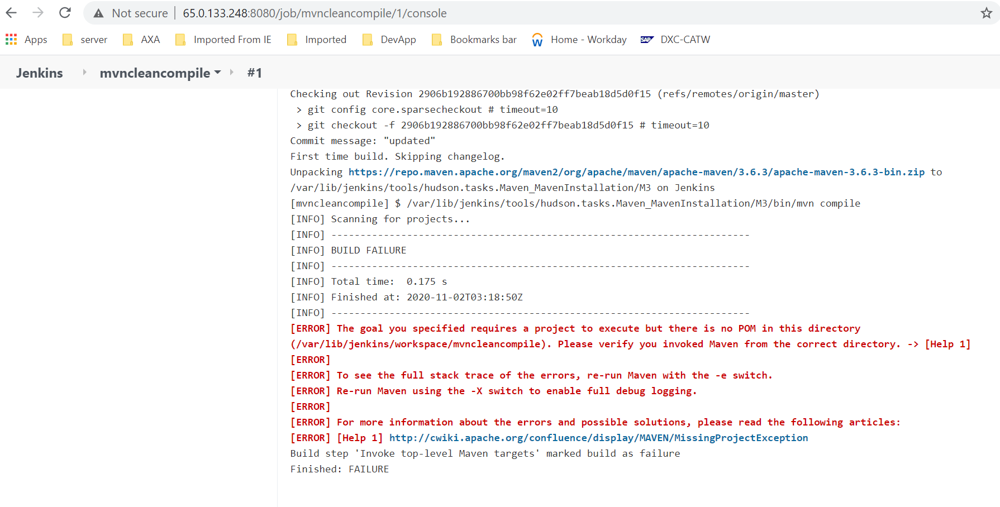 Not secure | 65.0.133.248:8080/job/mvncleancompile/1/console
Apps server AXA Imported From IE Imported DevApp Bookmarks bar Home - Workday SAP DXC-CATW
Jenkins mvncleancompile #1
Checking out Revision 2906b192886700bb98f62e02ff7beab18d5d0f15 (refs/remotes/origin/master)
> git config core.sparsecheckout # timeout=10
> git checkout -f 2906b192886700bb98f62e02ff7beab18d5d0f15 # timeout=10
Commit message: "updated"
First time build. Skipping changelog.
Unpacking https://repo.maven.apache.org/maven2/org/apache/maven/apache-maven/3.6.3/apache-maven-3.6.3-bin.zip to
/var/lib/jenkins/tools/hudson.tasks.Maven_MavenInstallation/M3 on Jenkins
[mvncleancompile] $ /var/lib/jenkins/tools/hudson.tasks.Maven_MavenInstallation/M3/bin/mvn compile
[INFO] Scanning for projects...
[INFO] ------------------------------------------------------------------------
[INFO] BUILD FAILURE
[INFO] ------------------------------------------------------------------------
[INFO] Total time:  0.175 s
[INFO] Finished at: 2020-11-02T03:18:50Z
[INFO] ------------------------------------------------------------------------
[ERROR] The goal you specified requires a project to execute but there is no POM in this directory
(/var/lib/jenkins/workspace/mvncleancompile). Please verify you invoked Maven from the correct directory. -> [Help 1]
[ERROR]
[ERROR] To see the full stack trace of the errors, re-run Maven with the -e switch.
[ERROR] Re-run Maven using the -X switch to enable full debug logging.
[ERROR]
[ERROR] For more information about the errors and possible solutions, please read the following articles:
[ERROR] [Help 1] http://cwiki.apache.org/confluence/display/MAVEN/MissingProjectException
Build step 'Invoke top-level Maven targets' marked build as failure
Finished: FAILURE